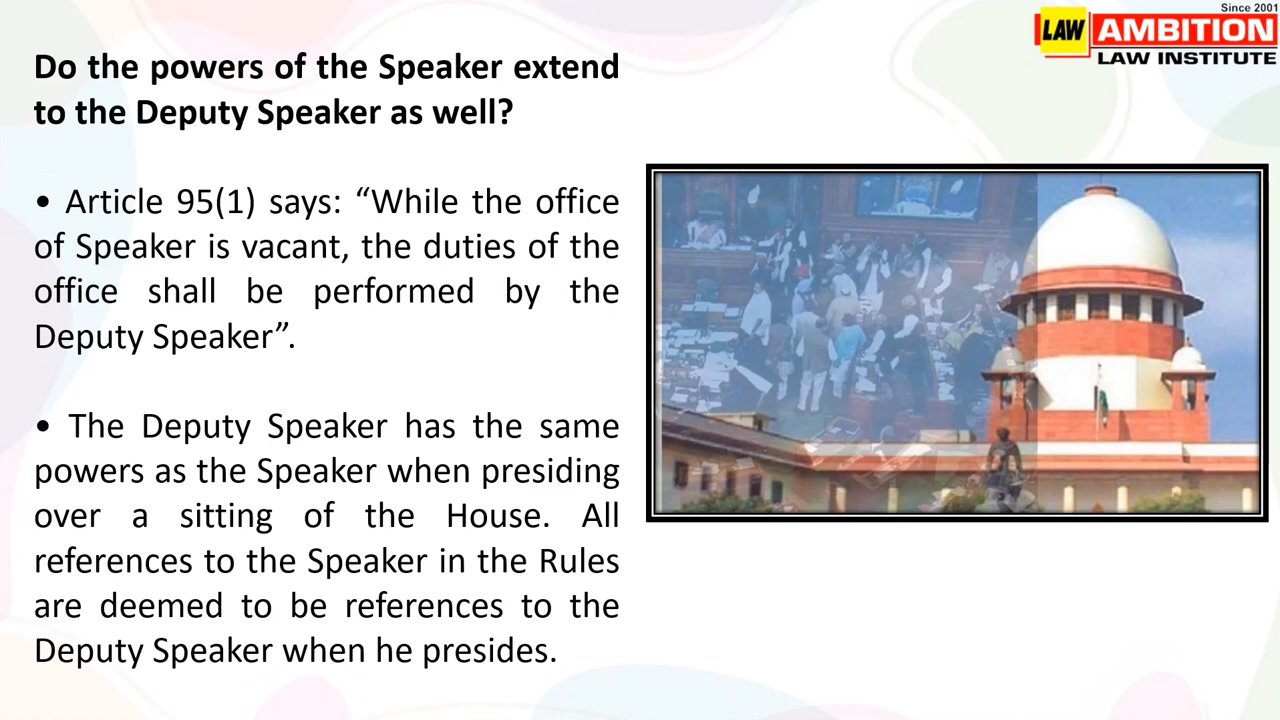 Since 2001
LAW AMBITION
LAW INSTITUTE
Do the powers of the Speaker extend
to the Deputy Speaker as well?
• Article 95(1) says: “While the office
of Speaker is vacant, the duties of the
office shall be performed by the
Deputy Speaker”.
• The Deputy Speaker has the same
powers as the Speaker when presiding
over a sitting of the House. All
references to the Speaker in the Rules
are deemed to be references to the
Deputy Speaker when he presides.